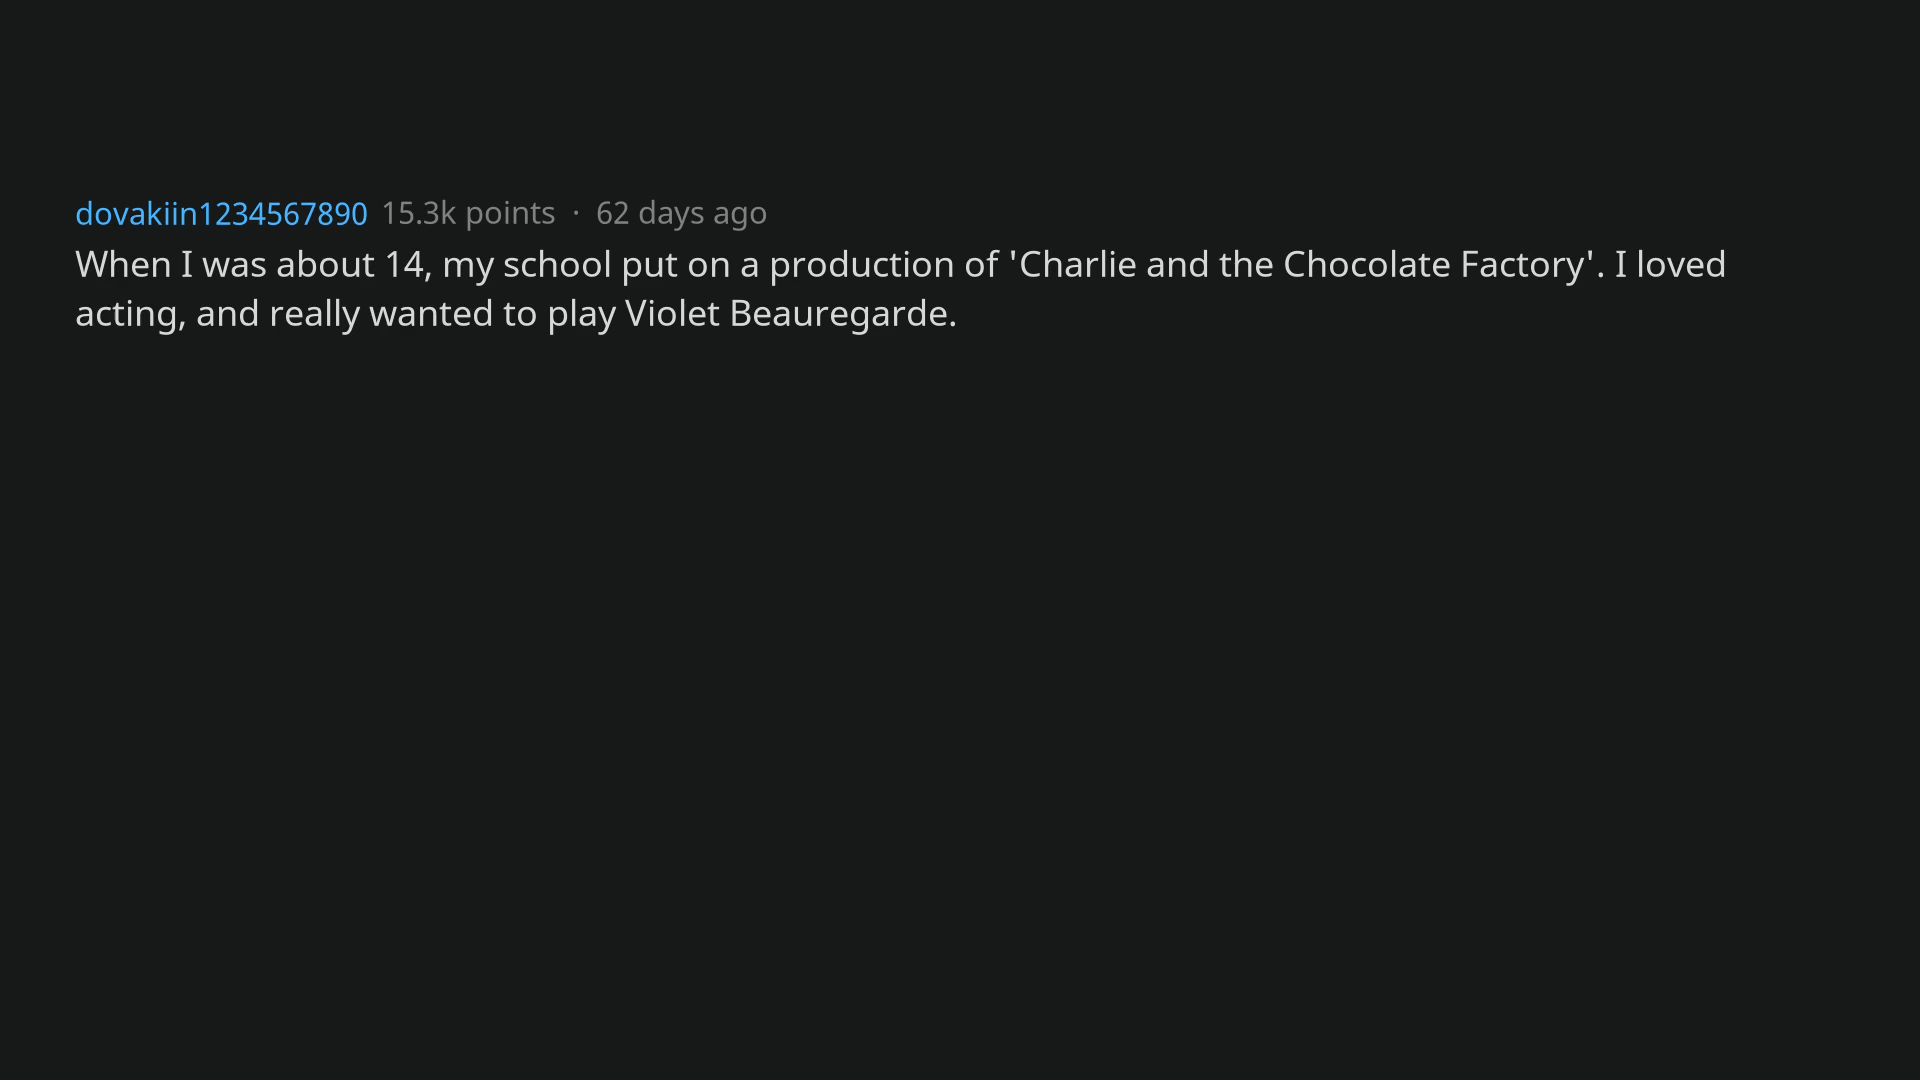 dovakiin1234567890 15.3k points · 62 days ago
When I was about 14, my school put on a production of 'Charlie and the Chocolate Factory'. I loved
acting, and really wanted to play Violet Beauregarde.